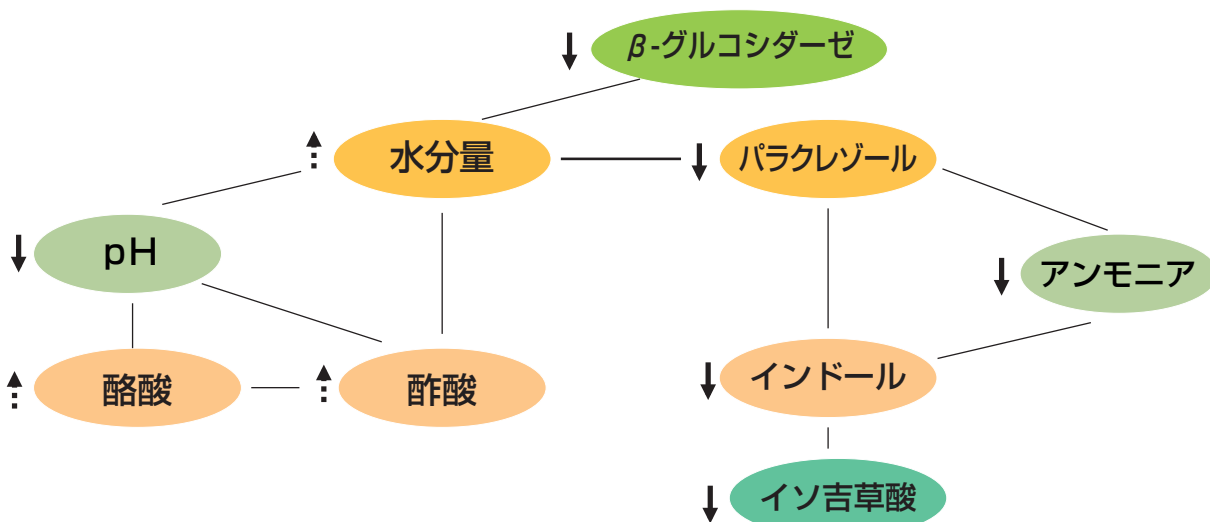 β-グルコシダーゼ
水分量
パラクレゾール
pH
アンモニア
酪酸
酢酸
インドール
イソ吉草酸